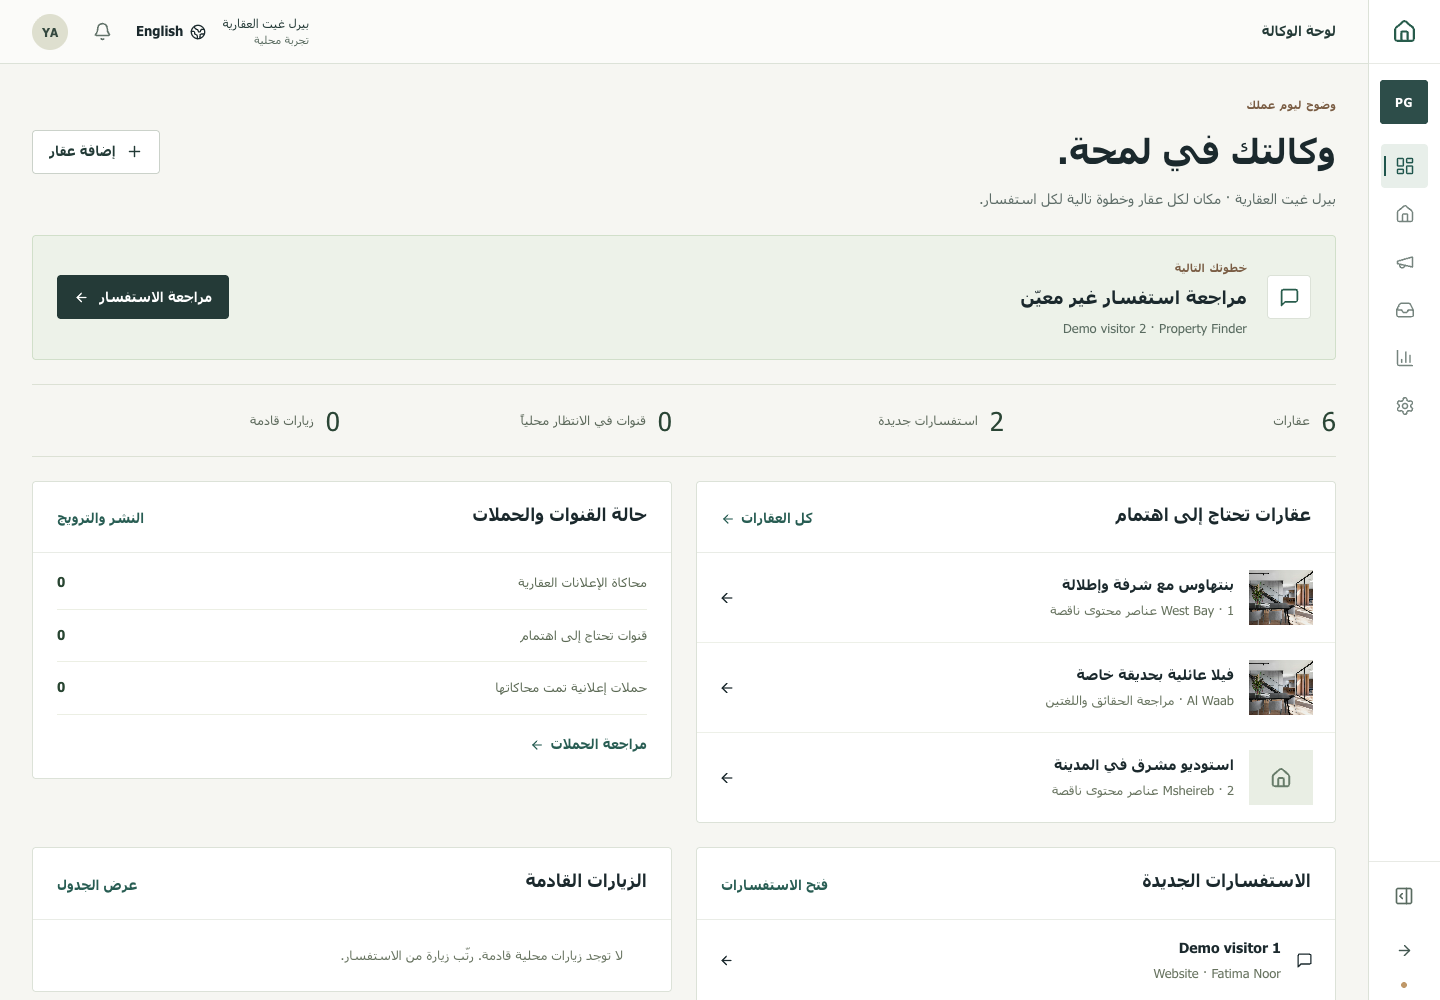 لوحة الوكالة
بيرل غيت العقارية
تجربة محلية
English
YA
PG
وضوح ليوم عملك
وكالتك في لمحة.
بيرل غيت العقارية · مكان لكل عقار وخطوة تالية لكل استفسار.
إضافة عقار
خطوتك التالية
مراجعة استفسار غير معيّن
Demo visitor 2 · Property Finder
مراجعة الاستفسار
6 عقارات
2 استفسارات جديدة
0 قنوات في الانتظار محلياً
0 زيارات قادمة
عقارات تحتاج إلى اهتمام
كل العقارات
بنتهاوس مع شرفة وإطلالة
West Bay · 1 عناصر محتوى ناقصة
فيلا عائلية بحديقة خاصة
Al Waab · مراجعة الحقائق واللغتين
استوديو مشرق في المدينة
Msheireb · 2 عناصر محتوى ناقصة
حالة القنوات والحملات
النشر والترويج
محاكاة الإعلانات العقارية 0
قنوات تحتاج إلى اهتمام 0
حملات إعلانية تمت محاكاتها 0
مراجعة الحملات
الاستفسارات الجديدة
فتح الاستفسارات
Demo visitor 1
Website · Fatima Noor
الزيارات القادمة
عرض الجدول
لا توجد زيارات محلية قادمة. رتّب زيارة من الاستفسار.